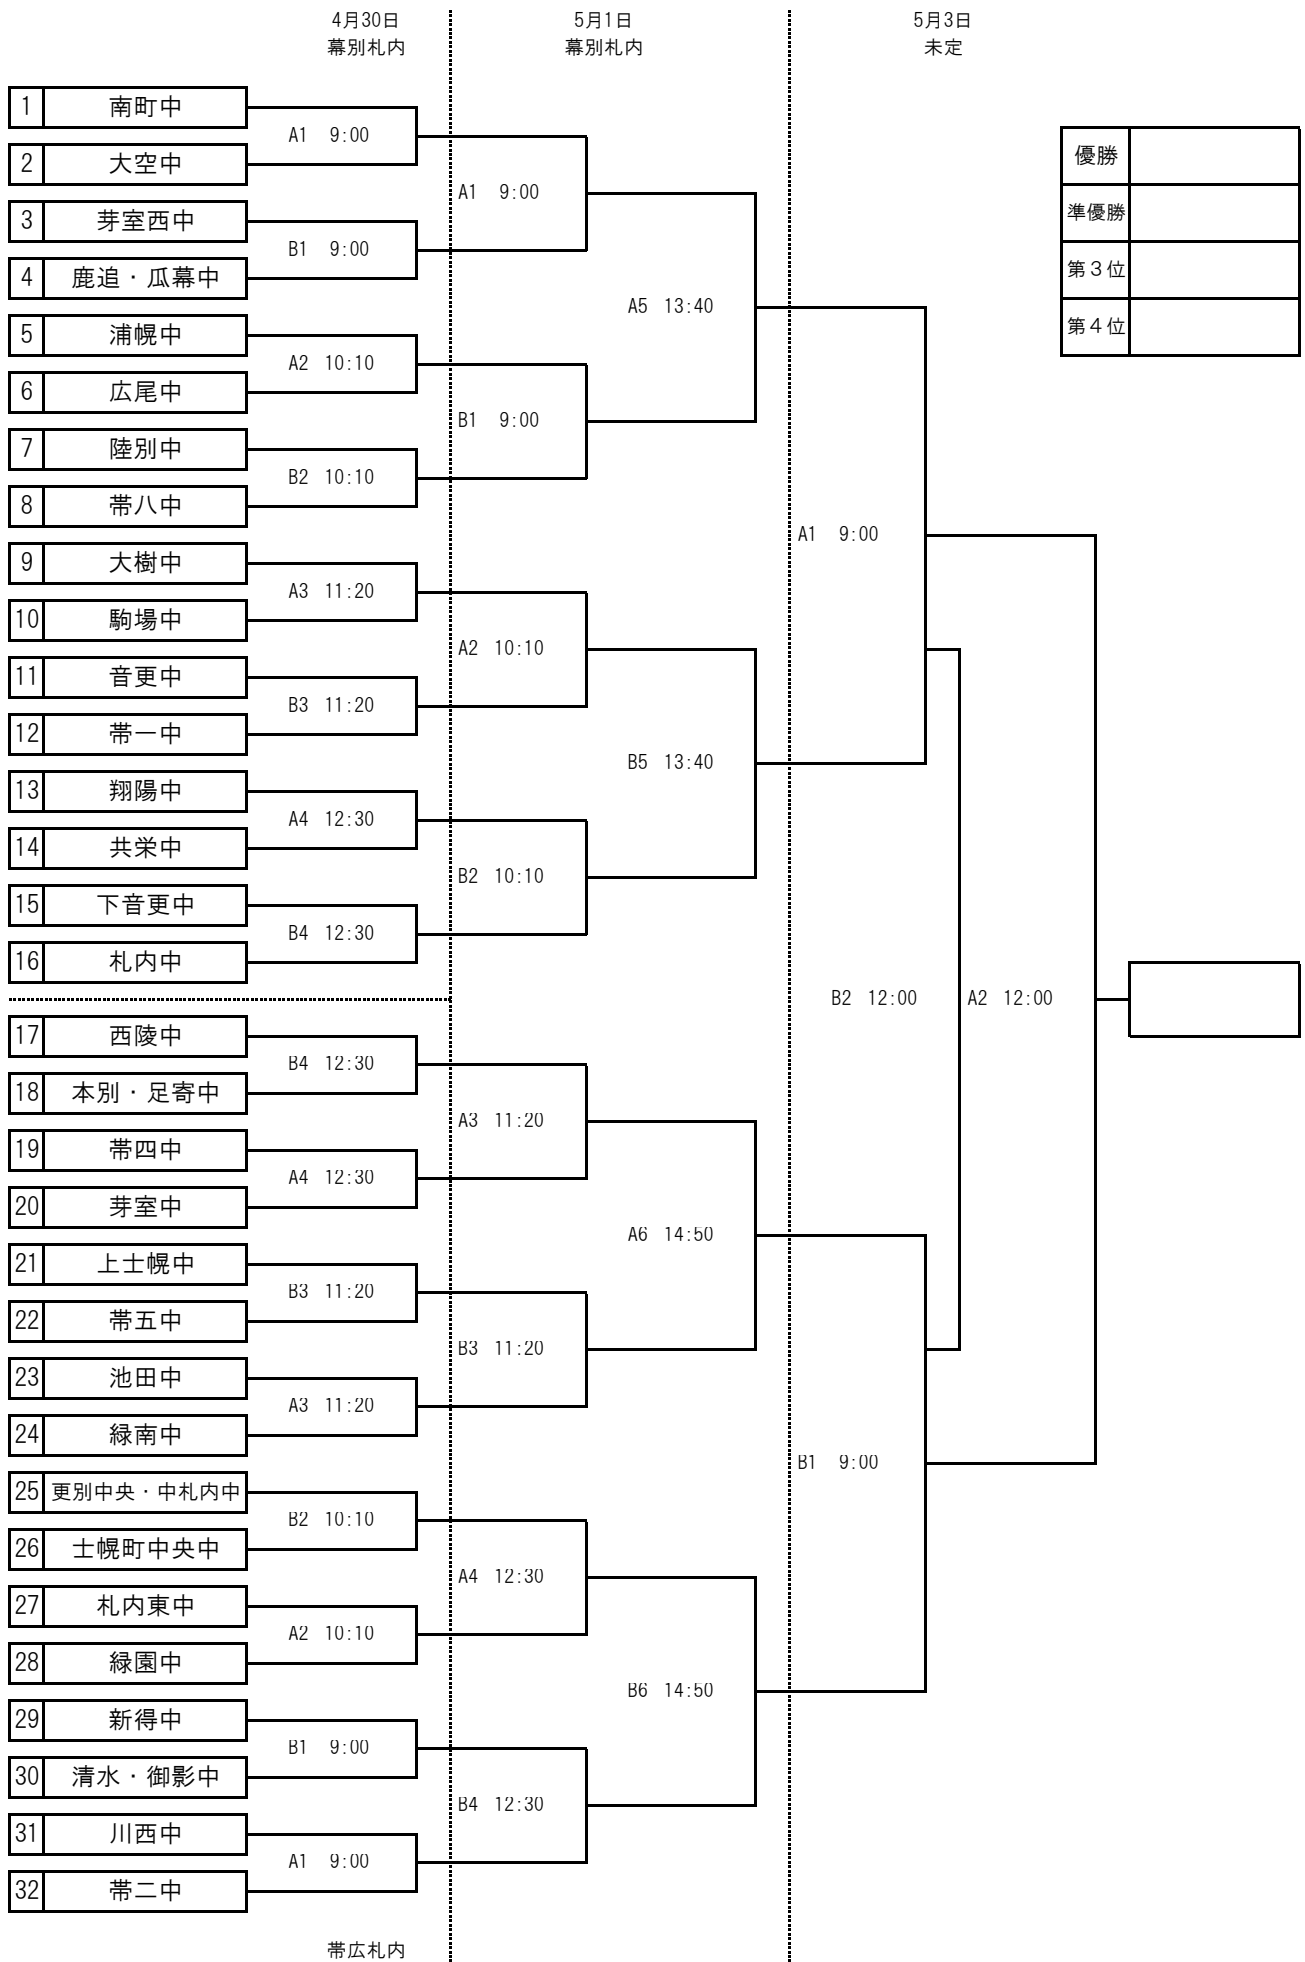 4月30日 5月1日 5月3日
幕別札内 幕別札内 未定
1 南町中
A1 9:00
優勝
2 大空中
A1 9:00
準優勝
3 芽室西中
B1 9:00
第３位
4 鹿追・瓜幕中
A5 13:40
第４位
5 浦幌中
A2 10:10
6 広尾中
B1 9:00
7 陸別中
B2 10:10
8 帯八中
A1 9:00
9 大樹中
A3 11:20
10 駒場中
A2 10:10
11 音更中
B3 11:20
12 帯一中
B5 13:40
13 翔陽中
A4 12:30
14 共栄中
B2 10:10
15 下音更中
B4 12:30
16 札内中
B2 12:00 A2 12:00
17 西陵中
B4 12:30
18 本別・足寄中
A3 11:20
19 帯四中
A4 12:30
20 芽室中
A6 14:50
21 上士幌中
B3 11:20
22 帯五中
B3 11:20
23 池田中
A3 11:20
24 緑南中
B1 9:00
25 更別中央・中札内中
B2 10:10
26 士幌町中央中
A4 12:30
27 札内東中
A2 10:10
28 緑園中
B6 14:50
29 新得中
B1 9:00
30 清水・御影中
B4 12:30
31 川西中
A1 9:00
32 帯二中
帯広札内